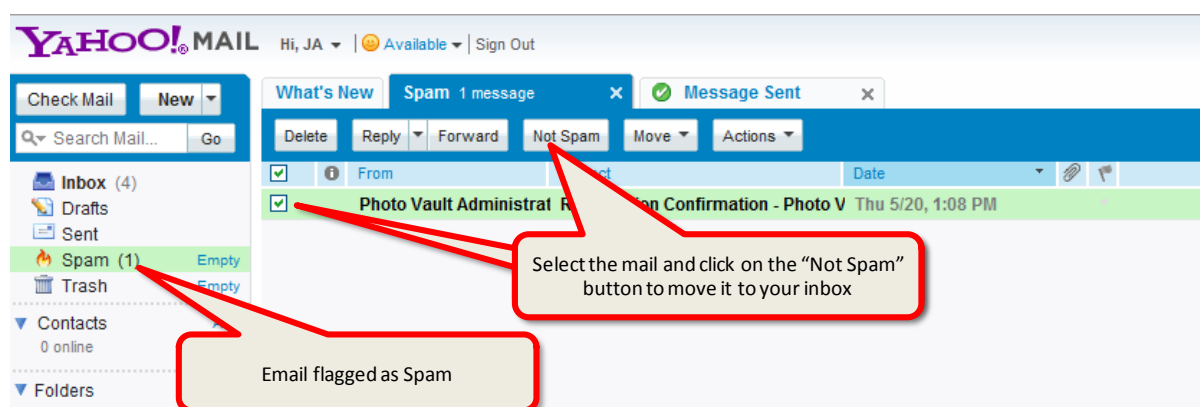 YAHOO!® MAIL Hi, JA | Available | Sign Out
Check Mail New
What's New Spam 1 message Message Sent
Search Mail... Go
Delete Reply Forward Not Spam Move Actions
From Date
Inbox (4)
Photo Vault Administrat Confirmation - Photo V Thu 5/20, 1:08 PM
Drafts
Sent
Spam (1) Empty
Trash Empty
Select the mail and click on the “Not Spam”
button to move it to your inbox
Contacts
0 online
Email flagged as Spam
Folders